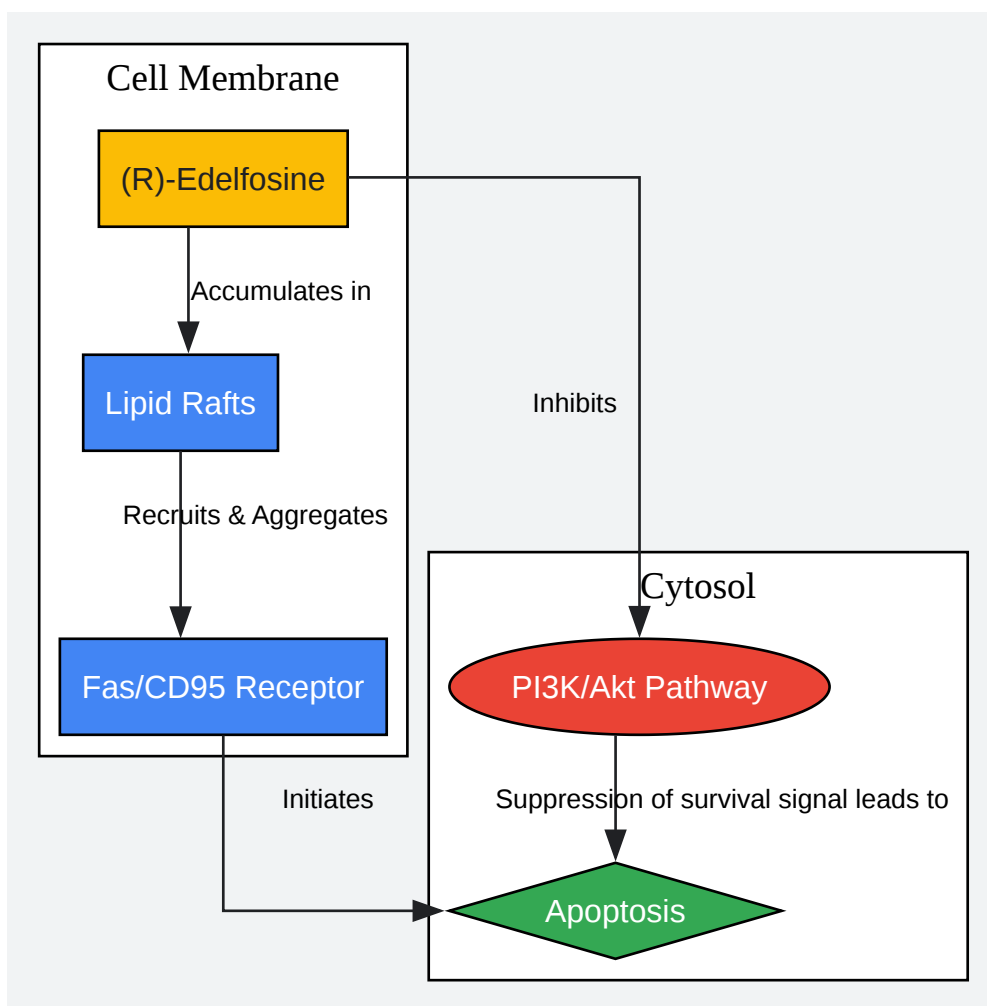 Cell Membrane
(R)-Edelfosine
Accumulates in
Lipid Rafts
Inhibits
Recruits & Aggregates
Cytosol
Fas/CD95 Receptor
PI3K/Akt Pathway
Initiates
Suppression of survival signal leads to
Apoptosis